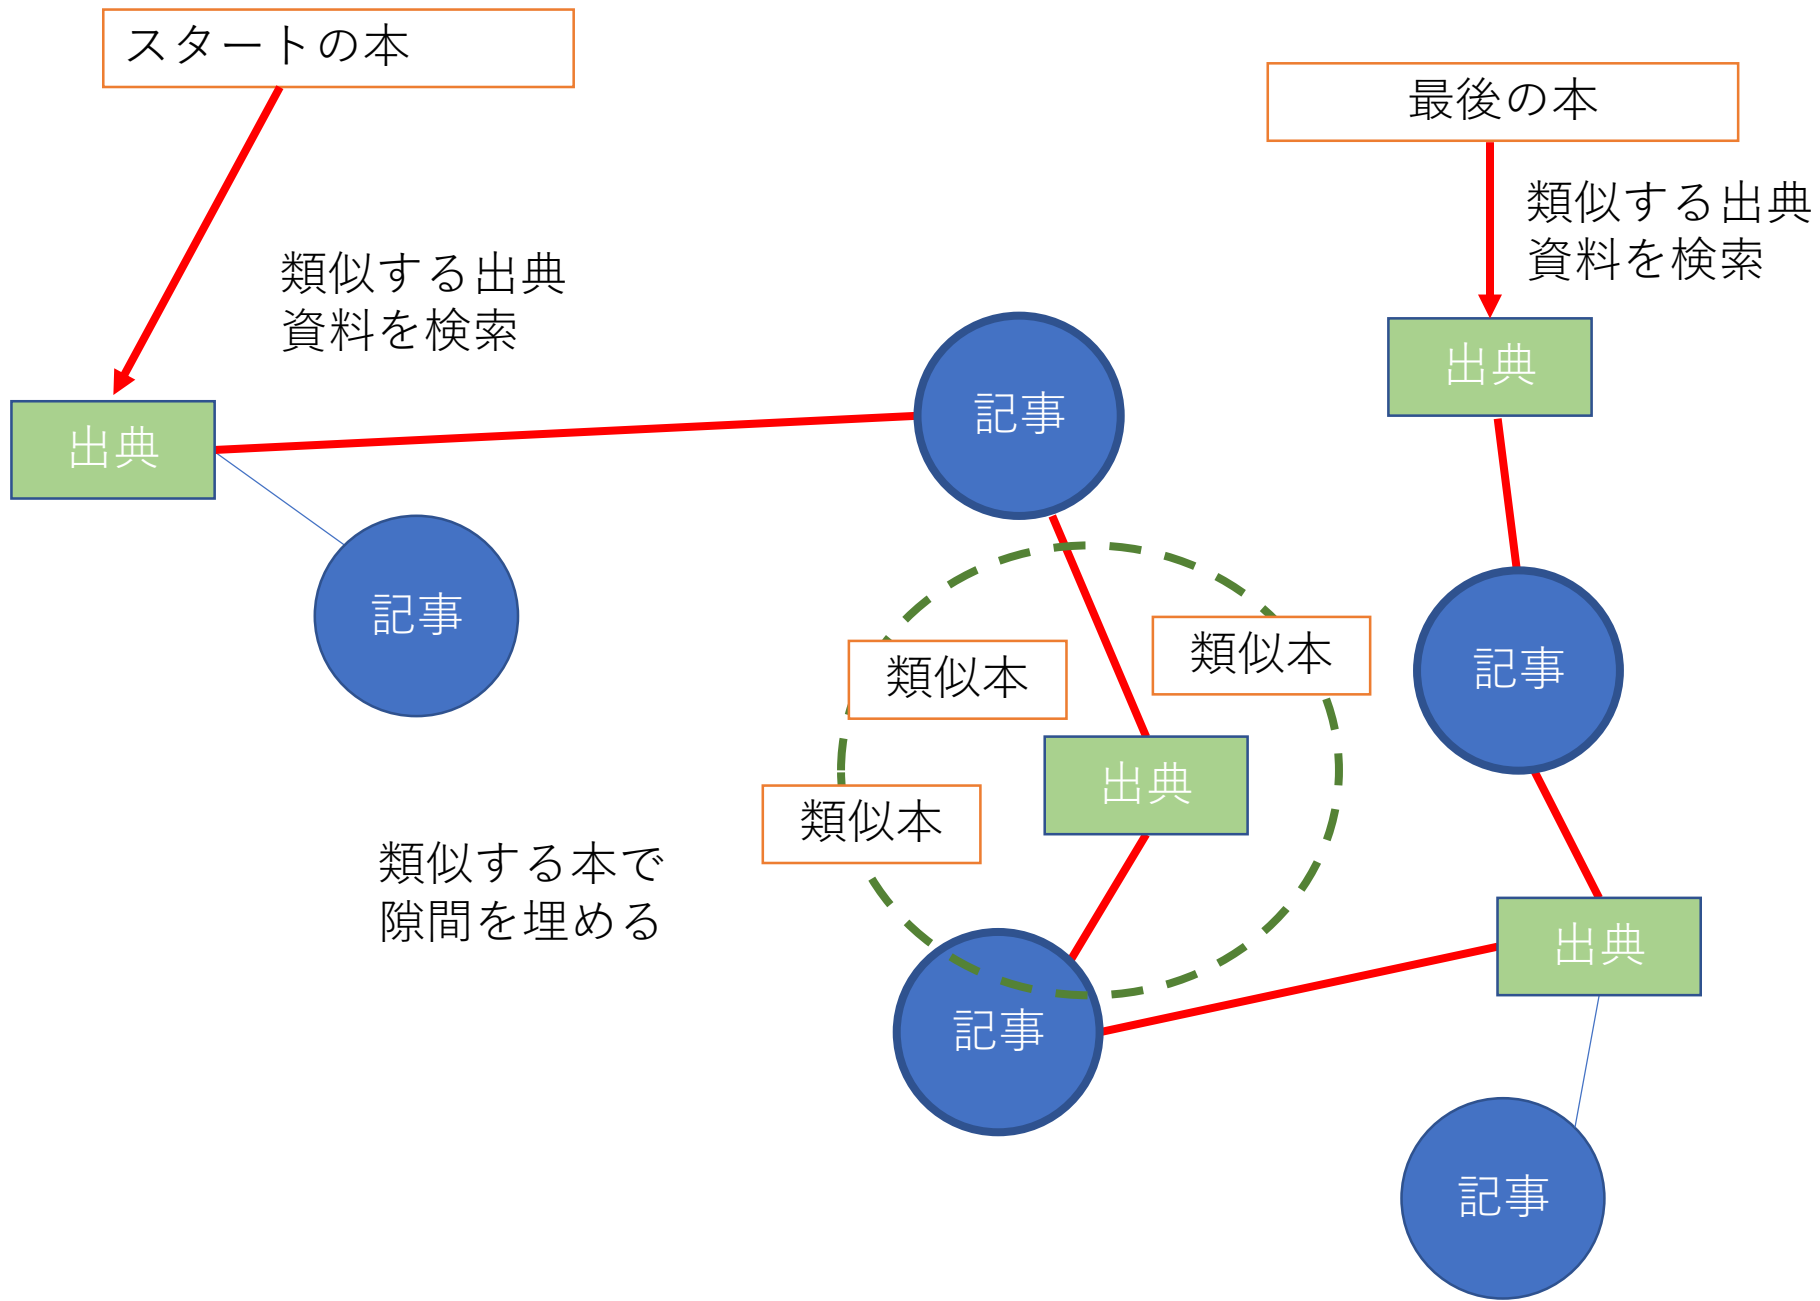 スタートの本
最後の本
類似する出典
資料を検索
類似する出典
資料を検索
出典
記事
出典
記事
類似本
類似本
記事
出典
類似本
類似する本で
隙間を埋める
出典
記事
記事